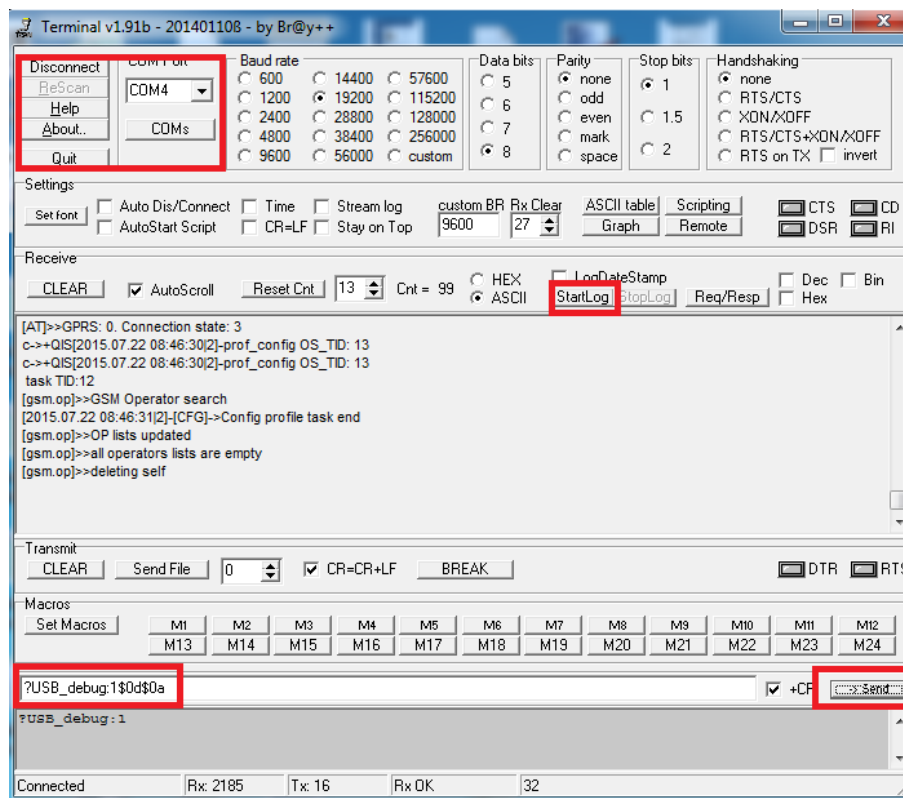 Terminal v1.91b - 20140110ß - by Br@y++
Disconnect
ReScan
Help
About..
Quit
COM Port
COM4
COMs
Baud rate
600 14400 57600
1200 19200 115200
2400 28800 128000
4800 38400 256000
9600 56000 custom
Data bits
5
6
7
8
Parity
none
odd
even
mark
space
Stop bits
1
1.5
2
Handshaking
none
RTS/CTS
XON/XOFF
RTS/CTS+XON/XOFF
RTS on TX invert
Settings
Set font
Auto Dis/Connect Time Stream log custom BR Rx Clear ASCII table Scripting CTS CD
AutoStart Script CR=LF Stay on Top 9600 27 Graph Remote DSR RI
Receive
CLEAR AutoScroll Reset Cnt 13 Cnt = 99 HEX ASCII LogDateStamp StartLog StopLog Req/Resp Dec Bin Hex
[AT]>>GPRS: 0. Connection state: 3
c->+QIS[2015.07.22 08:46:30|2]-prof_config OS_TID: 13
c->+QIS[2015.07.22 08:46:30|2]-prof_config OS_TID: 13
task TID:12
[gsm.op]>>GSM Operator search
[2015.07.22 08:46:31|2]-[CFG]->Config profile task end
[gsm.op]>>OP lists updated
[gsm.op]>>all operators lists are empty
[gsm.op]>>deleting self
Transmit
CLEAR Send File 0 CR=CR+LF BREAK DTR RTS
Macros
Set Macros M1 M2 M3 M4 M5 M6 M7 M8 M9 M10 M11 M12
M13 M14 M15 M16 M17 M18 M19 M20 M21 M22 M23 M24
?USB_debug:1$0d$0a +CR -> Send
?USB_debug:1
Connected Rx: 2185 Tx: 16 Rx OK 32